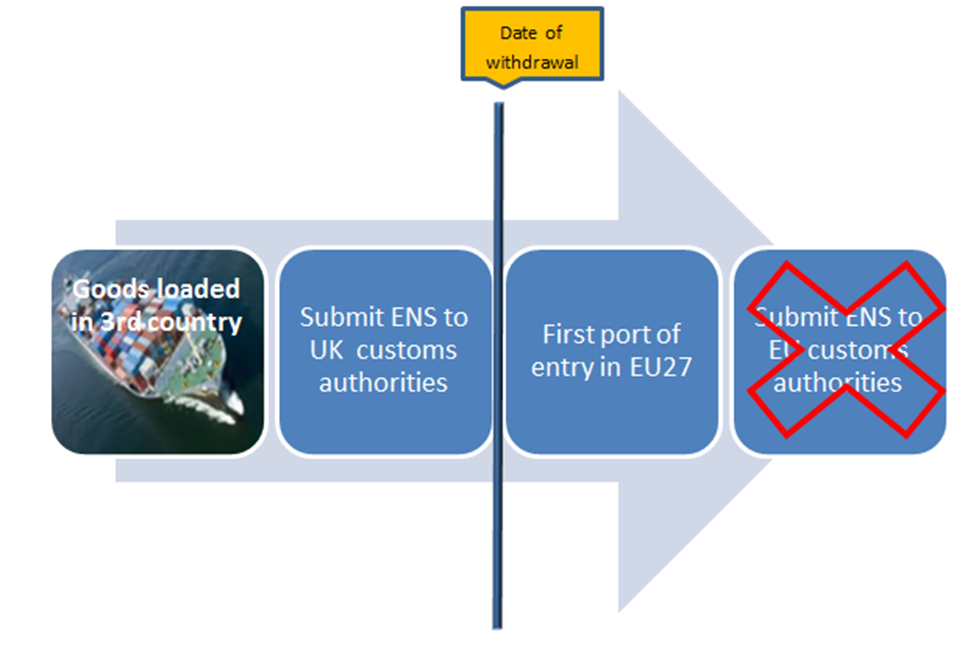 Date of
withdrawal
Goods loaded
in 3rd country
Submit ENS to
UK customs
authorities
First port of
entry in EU27
Submit ENS to
EU customs
authorities